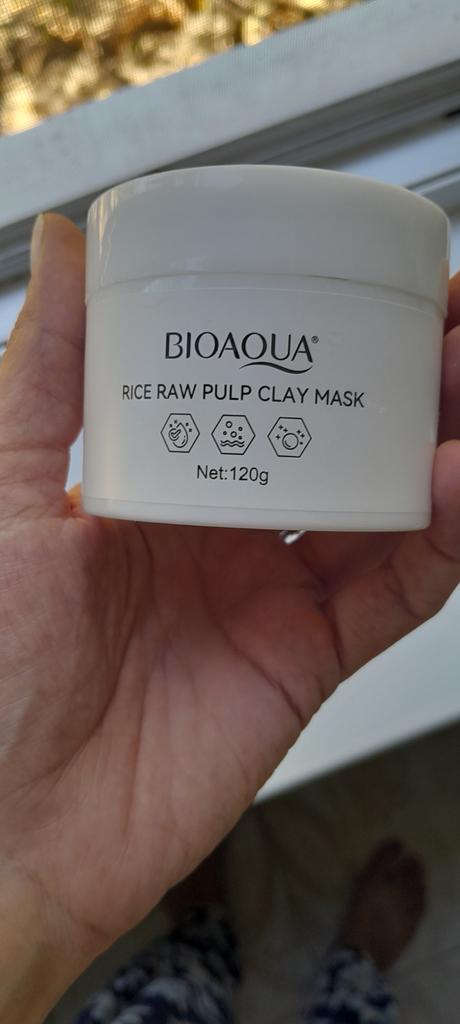 BIOAQUA®
RICE RAW PULP CLAY MASK
Net:120g